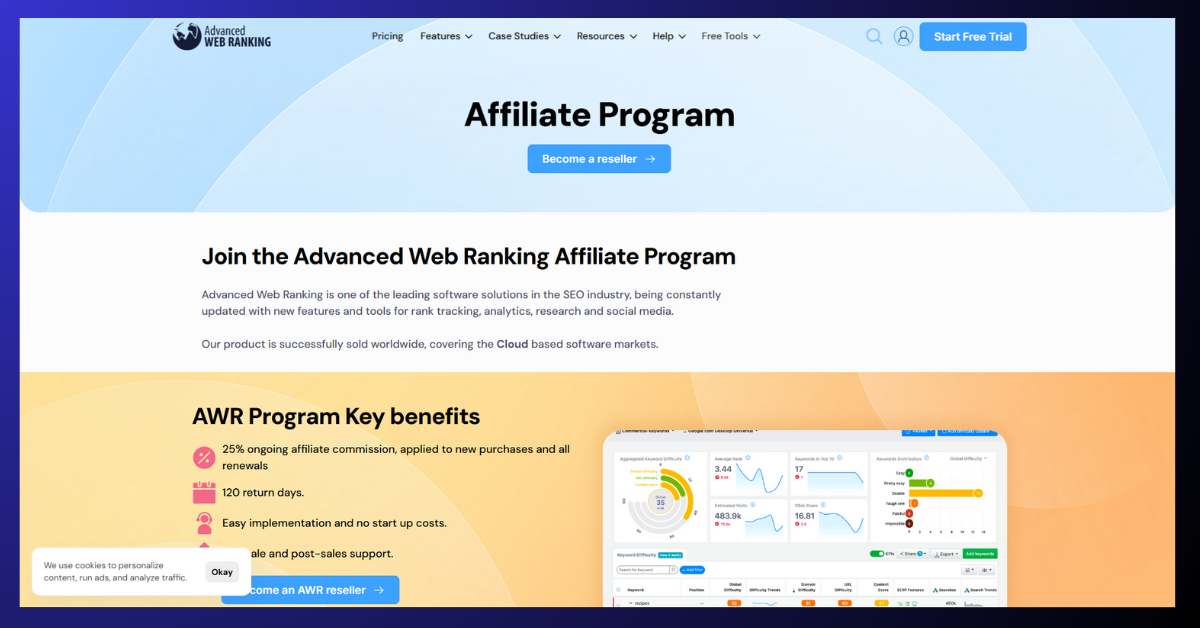 Advanced
WEB RANKING
Pricing Features Case Studies Resources Help Free Tools
Start Free Trial
Affiliate Program
Become a reseller →
Join the Advanced Web Ranking Affiliate Program
Advanced Web Ranking is one of the leading software solutions in the SEO industry, being constantly
updated with new features and tools for rank tracking, analytics, research and social media.
Our product is successfully sold worldwide, covering the Cloud based software markets.
AWR Program Key benefits
25% ongoing affiliate commission, applied to new purchases and all
renewals
120 return days.
Easy implementation and no start up costs.
ale and post-sales support.
come an AWR reseller →
We use cookies to personalize
content, run ads, and analyze traffic.
Okay
Aggregated Keyword Difficulty
35
Average Rank
3.44
Keywords in Top 10
17
Estimated Visits
483.9k
Click Share
16.81
Keywords Distribution
Global Difficulty
Easy
Pretty easy
Doable
Tough one
Painful
Impossible
Keyword Difficulty
KPIs Share Export Add keywords
Search for keyword
Add filter
Keyword Position Global Difficulty Difficulty Trends Domain Difficulty URL Difficulty Content Score SERP Features Searches Search Trends
recipes